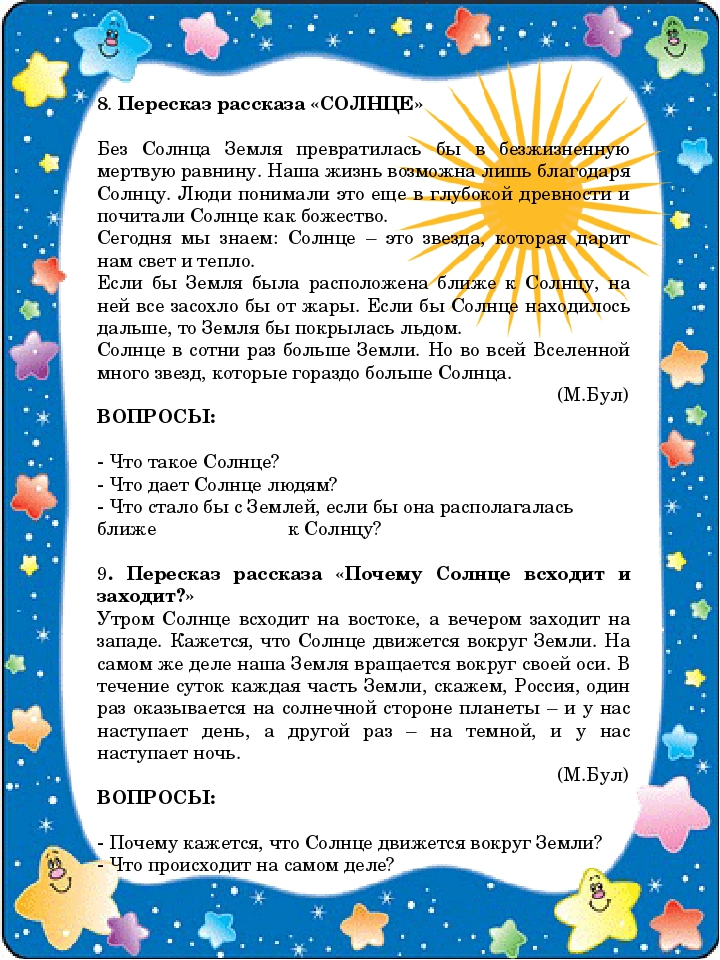 8. Пересказ рассказа «СОЛНЦЕ»
Без Солнца Земля превратилась бы в безжизненную
мертвую равнину. Наша жизнь возможна лишь благодаря
Солнцу. Люди понимали это еще в глубокой древности и
почитали Солнце как божество.
Сегодня мы знаем: Солнце – это звезда, которая дарит
нам свет и тепло.
Если бы Земля была расположена ближе к Солнцу, на
ней все засохло бы от жары. Если бы Солнце находилось
дальше, то Земля бы покрылась льдом.
Солнце в сотни раз больше Земли. Но во всей Вселенной
много звезд, которые гораздо больше Солнца.
(М.Бул)
ВОПРОСЫ:
- Что такое Солнце?
- Что дает Солнце людям?
- Что стало бы с Землей, если бы она располагалась
ближе к Солнцу?
9. Пересказ рассказа «Почему Солнце всходит и
заходит?»
Утром Солнце всходит на востоке, а вечером заходит на
западе. Кажется, что Солнце движется вокруг Земли. На
самом же деле наша Земля вращается вокруг своей оси. В
течение суток каждая часть Земли, скажем, Россия, один
раз оказывается на солнечной стороне планеты – и у нас
наступает день, а другой раз – на темной, и у нас
наступает ночь.
(М.Бул)
ВОПРОСЫ:
- Почему кажется, что Солнце движется вокруг Земли?
- Что происходит на самом деле?